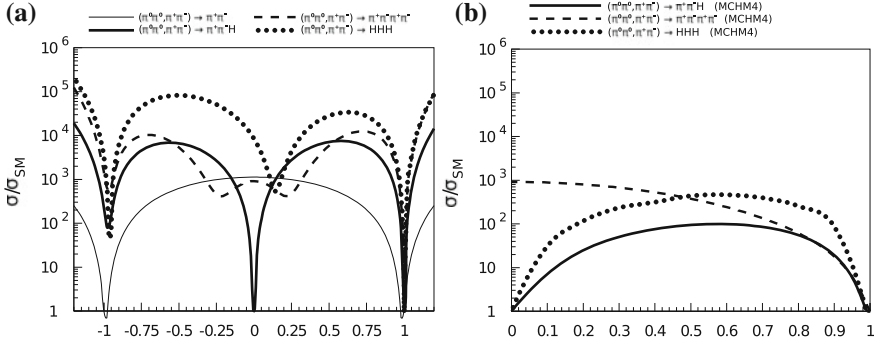 (a)
(π⁰π⁰,π⁺π⁻) → π⁺π⁻
(π⁰π⁰,π⁺π⁻) → π⁺π⁻H
(π⁰π⁰,π⁺π⁻) → π⁺π⁻π⁺π⁻
(π⁰π⁰,π⁺π⁻) → HHH
σ/σSM
10⁶
10⁵
10⁴
10³
10²
10
1
-1 -0.75 -0.5 -0.25 0 0.25 0.5 0.75 1
(b)
(π⁰π⁰,π⁺π⁻) → π⁺π⁻H (MCHM4)
(π⁰π⁰,π⁺π⁻) → π⁺π⁻π⁺π⁻ (MCHM4)
(π⁰π⁰,π⁺π⁻) → HHH (MCHM4)
σ/σSM
10⁶
10⁵
10⁴
10³
10²
10
1
0 0.1 0.2 0.3 0.4 0.5 0.6 0.7 0.8 0.9 1